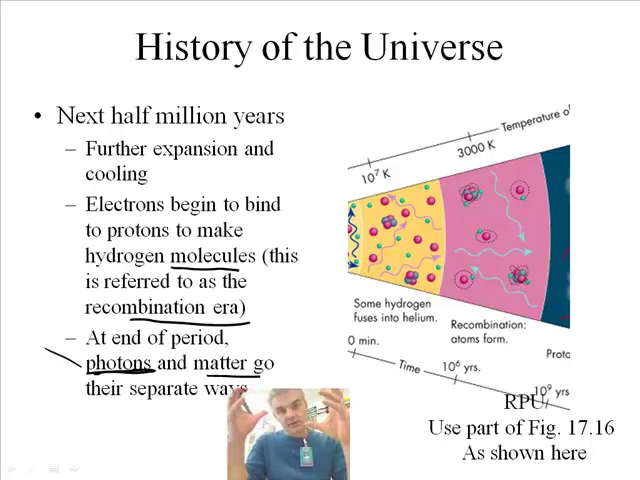 History of the Universe
• Next half million years
– Further expansion and
cooling
– Electrons begin to bind
to protons to make
hydrogen molecules (this
is referred to as the
recombination era)
– At end of period,
photons and matter go
their separate ways
Temperature of
3000 K
10⁷ K
Some hydrogen
fuses into helium.
Recombination:
atoms form.
Proto
0 min.
Time
10⁶ yrs.
10⁹ yrs
RPU
Use part of Fig. 17.16
As shown here